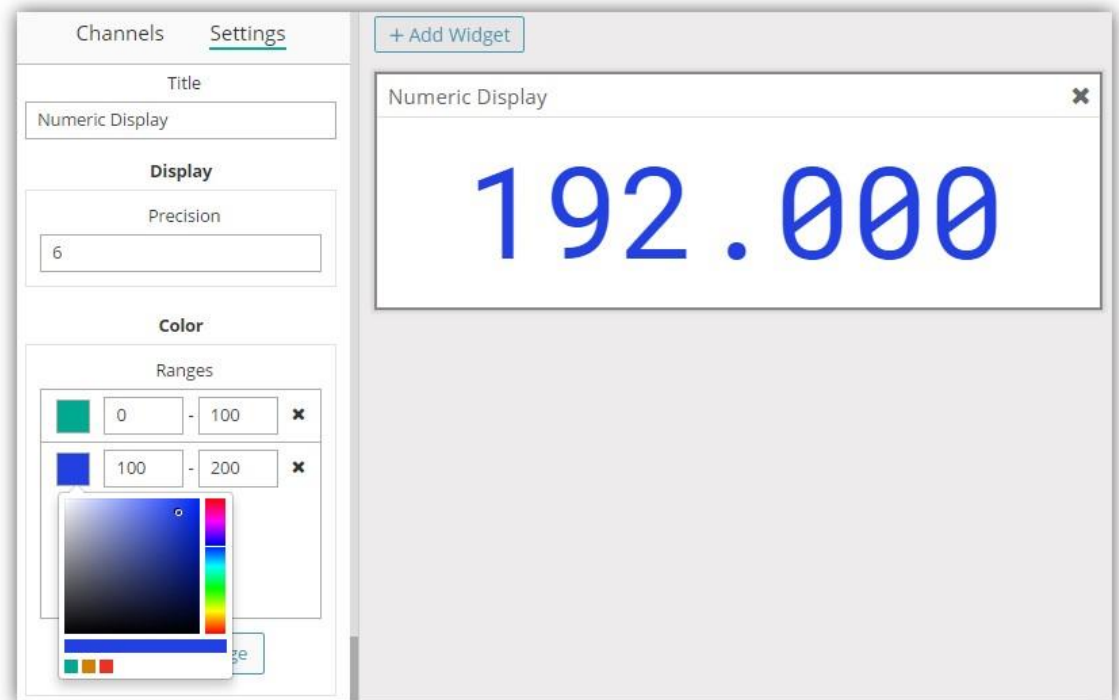 Channels Settings
Title
Numeric Display
Display
Precision
6
Color
Ranges
0 - 100
100 - 200
+ Add Widget
Numeric Display
192.000